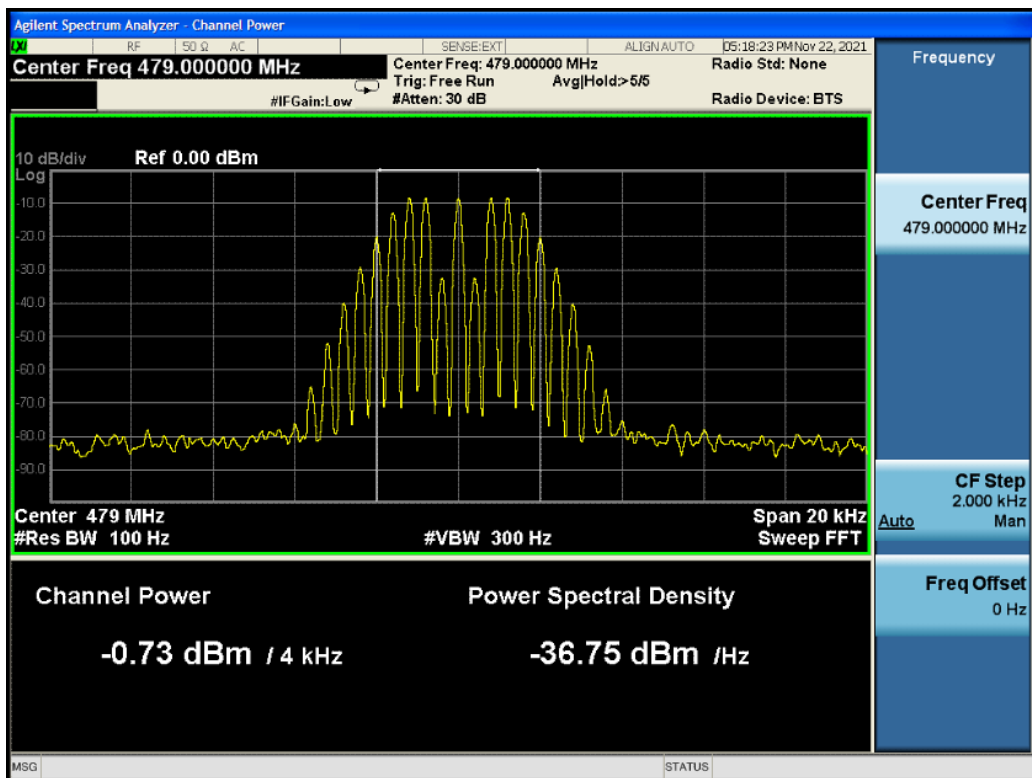 Agilent Spectrum Analyzer - Channel Power
LXI RF 50 Ω AC SENSE:EXT ALIGN AUTO 05:18:23 PM Nov 22, 2021
Center Freq 479.000000 MHz Center Freq: 479.000000 MHz Radio Std: None
Trig: Free Run Avg|Hold:>5/5
#IFGain:Low #Atten: 30 dB Radio Device: BTS
Frequency
10 dB/div Ref 0.00 dBm
Log
-10.0
-20.0
-30.0
-40.0
-50.0
-60.0
-70.0
-80.0
-90.0
Center 479 MHz Span 20 kHz
#Res BW 100 Hz #VBW 300 Hz Sweep FFT
Channel Power Power Spectral Density
-0.73 dBm / 4 kHz -36.75 dBm /Hz
Center Freq
479.000000 MHz
CF Step
2.000 kHz
Auto Man
Freq Offset
0 Hz
MSG STATUS